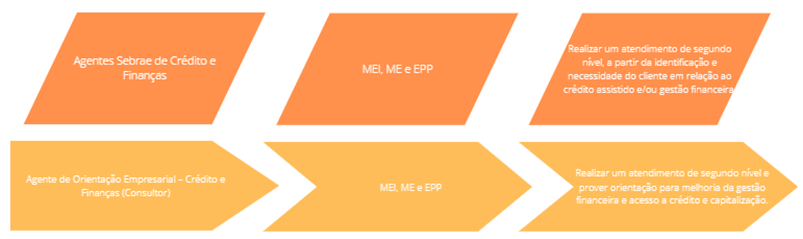 Agentes Sebrae de Crédito e
Finanças
MEI, ME e EPP
Realizar um atendimento de segundo
nível, a partir da identificação e
necessidade do cliente em relação ao
crédito assistido e/ou gestão financeira
Agente de Orientação Empresarial – Crédito e
Finanças (Consultor)
MEI, ME e EPP
Realizar um atendimento de segundo nível e
prover orientação para melhoria da gestão
financeira e acesso a crédito e capitalização.